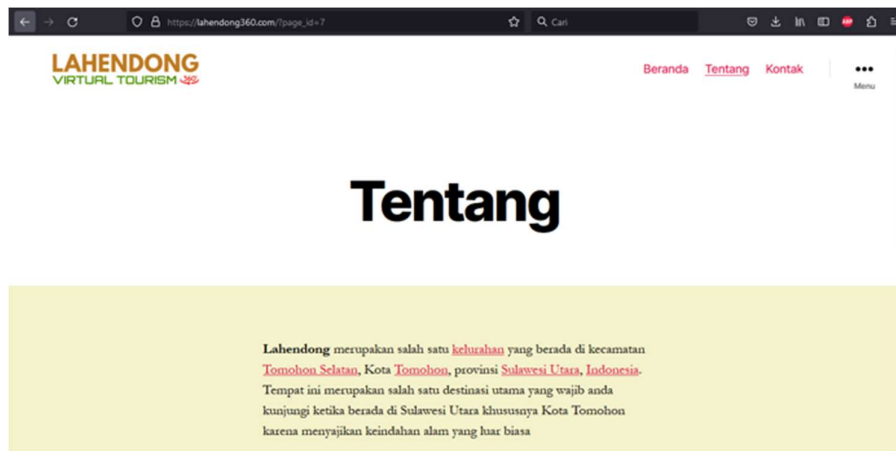 https://lahendong360.com/?page_id=7
Cari
LAHENDONG
VIRTUAL TOURISM
Beranda Tentang Kontak
Menu
Tentang
Lahendong merupakan salah satu kelurahan yang berada di kecamatan
Tomohon Selatan, Kota Tomohon, provinsi Sulawesi Utara, Indonesia.
Tempat ini merupakan salah satu destinasi utama yang wajib anda
kunjungi ketika berada di Sulawesi Utara khususnya Kota Tomohon
karena menyajikan keindahan alam yang luar biasa